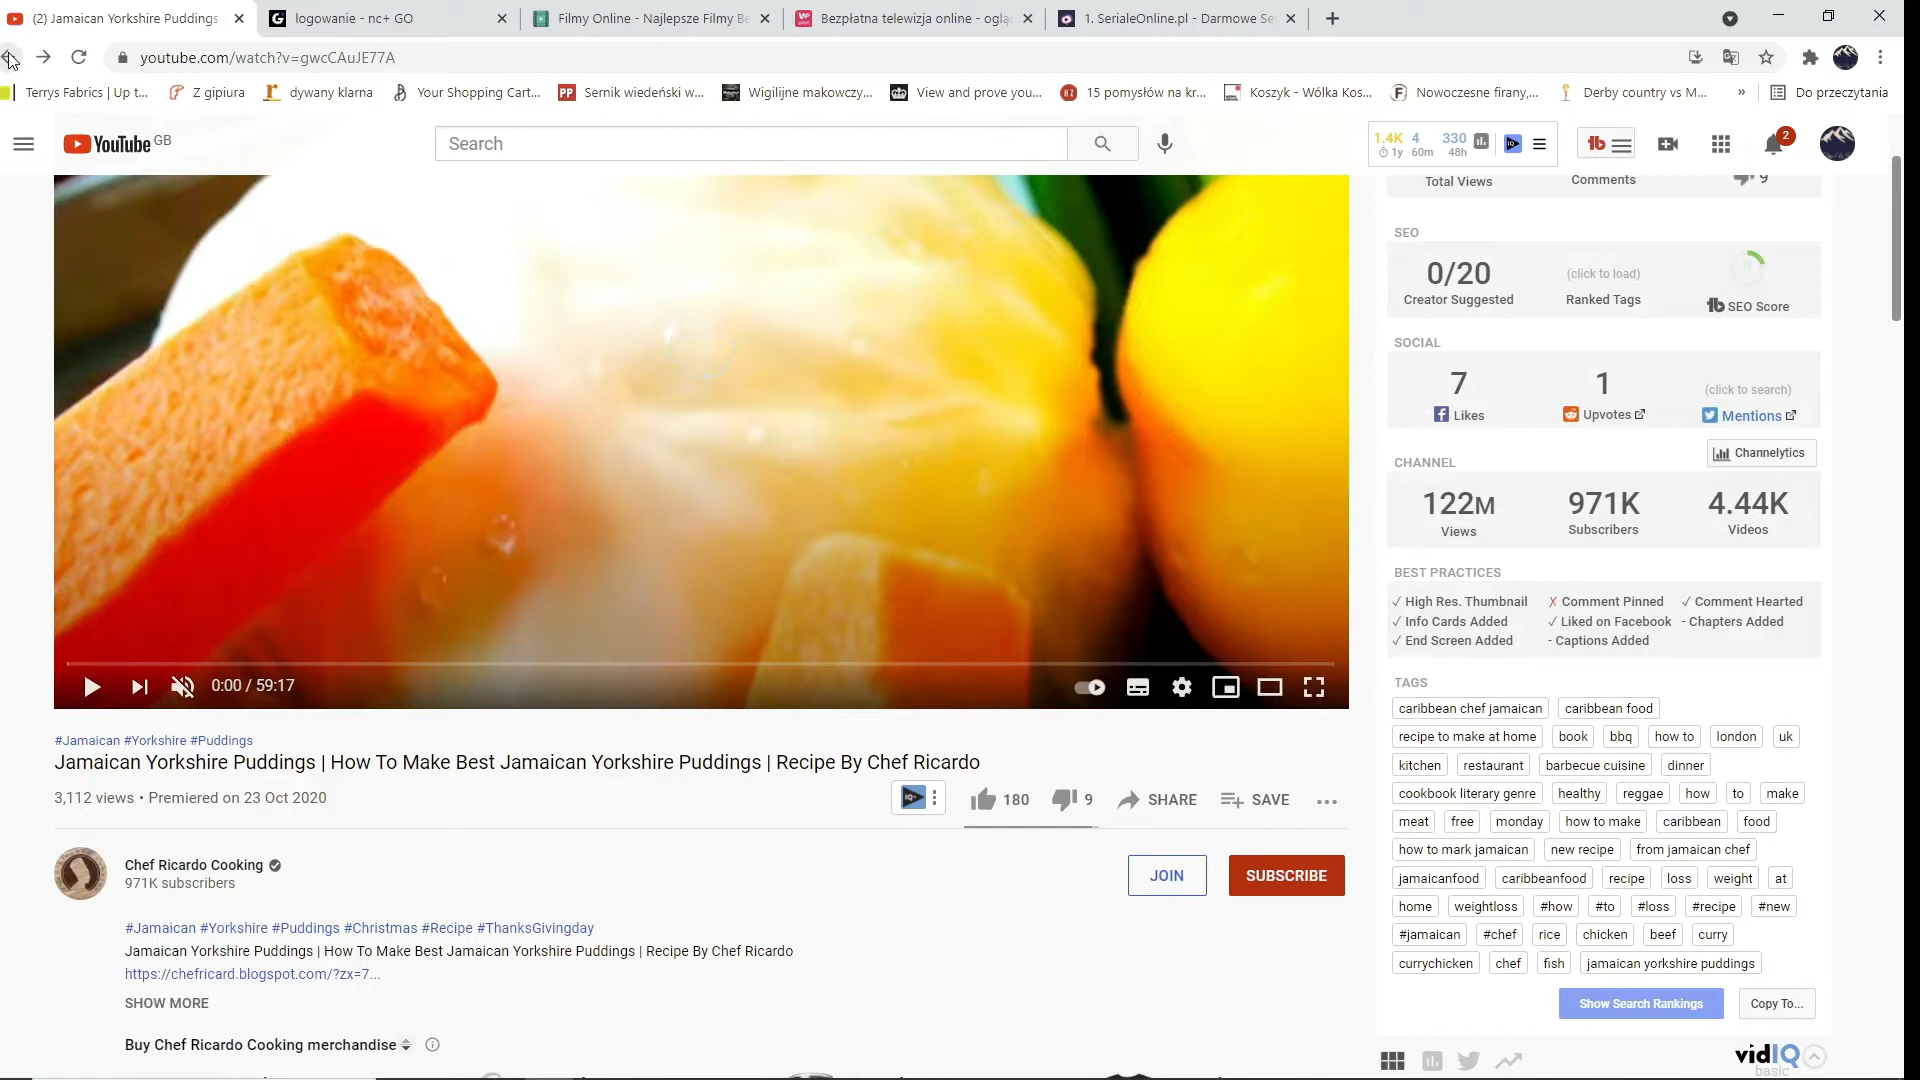 (2) Jamaican Yorkshire Puddings
logowanie - nc+ GO
Filmy Online - Najlepsze Filmy Be
Bezpłatna telewizja online - oglą
1. SerialeOnline.pl - Darmowe Se
youtube.com/watch?v=gwcCAuJE77A
Terrys Fabrics | Up t...
Z gipiura
dywany klarna
Your Shopping Cart...
PP Sernik wiedeński w...
Wigilijne makowczy...
View and prove you...
HZ 15 pomysłów na kr...
Koszyk - Wólka Kos...
Nowoczesne firany,...
Derby country vs M...
»
Do przeczytania
YouTube GB
Search
1.4K 4 330
1y 60m 48h
2
Total Views
Comments
9
SEO
0/20
Creator Suggested
(click to load)
Ranked Tags
tb SEO Score
SOCIAL
7
Likes
1
Upvotes
(click to search)
Mentions
CHANNEL
Channelytics
122M
Views
971K
Subscribers
4.44K
Videos
BEST PRACTICES
✓ High Res. Thumbnail ✗ Comment Pinned ✓ Comment Hearted
✓ Info Cards Added ✓ Liked on Facebook - Chapters Added
✓ End Screen Added - Captions Added
TAGS
caribbean chef jamaican caribbean food
recipe to make at home book bbq how to london uk
kitchen restaurant barbecue cuisine dinner
cookbook literary genre healthy reggae how to make
meat free monday how to make caribbean food
how to mark jamaican new recipe from jamaican chef
jamaicanfood caribbeanfood recipe loss weight at
home weightloss #how #to #loss #recipe #new
#jamaican #chef rice chicken beef curry
currychicken chef fish jamaican yorkshire puddings
Show Search Rankings Copy To...
vidIQ
basic
0:00 / 59:17
#Jamaican #Yorkshire #Puddings
Jamaican Yorkshire Puddings | How To Make Best Jamaican Yorkshire Puddings | Recipe By Chef Ricardo
3,112 views • Premiered on 23 Oct 2020
IQ
180
9
SHARE
SAVE
Chef Ricardo Cooking
971K subscribers
JOIN
SUBSCRIBE
#Jamaican #Yorkshire #Puddings #Christmas #Recipe #ThanksGivingday
Jamaican Yorkshire Puddings | How To Make Best Jamaican Yorkshire Puddings | Recipe By Chef Ricardo
https://chefricard.blogspot.com/?zx=7...
SHOW MORE
Buy Chef Ricardo Cooking merchandise